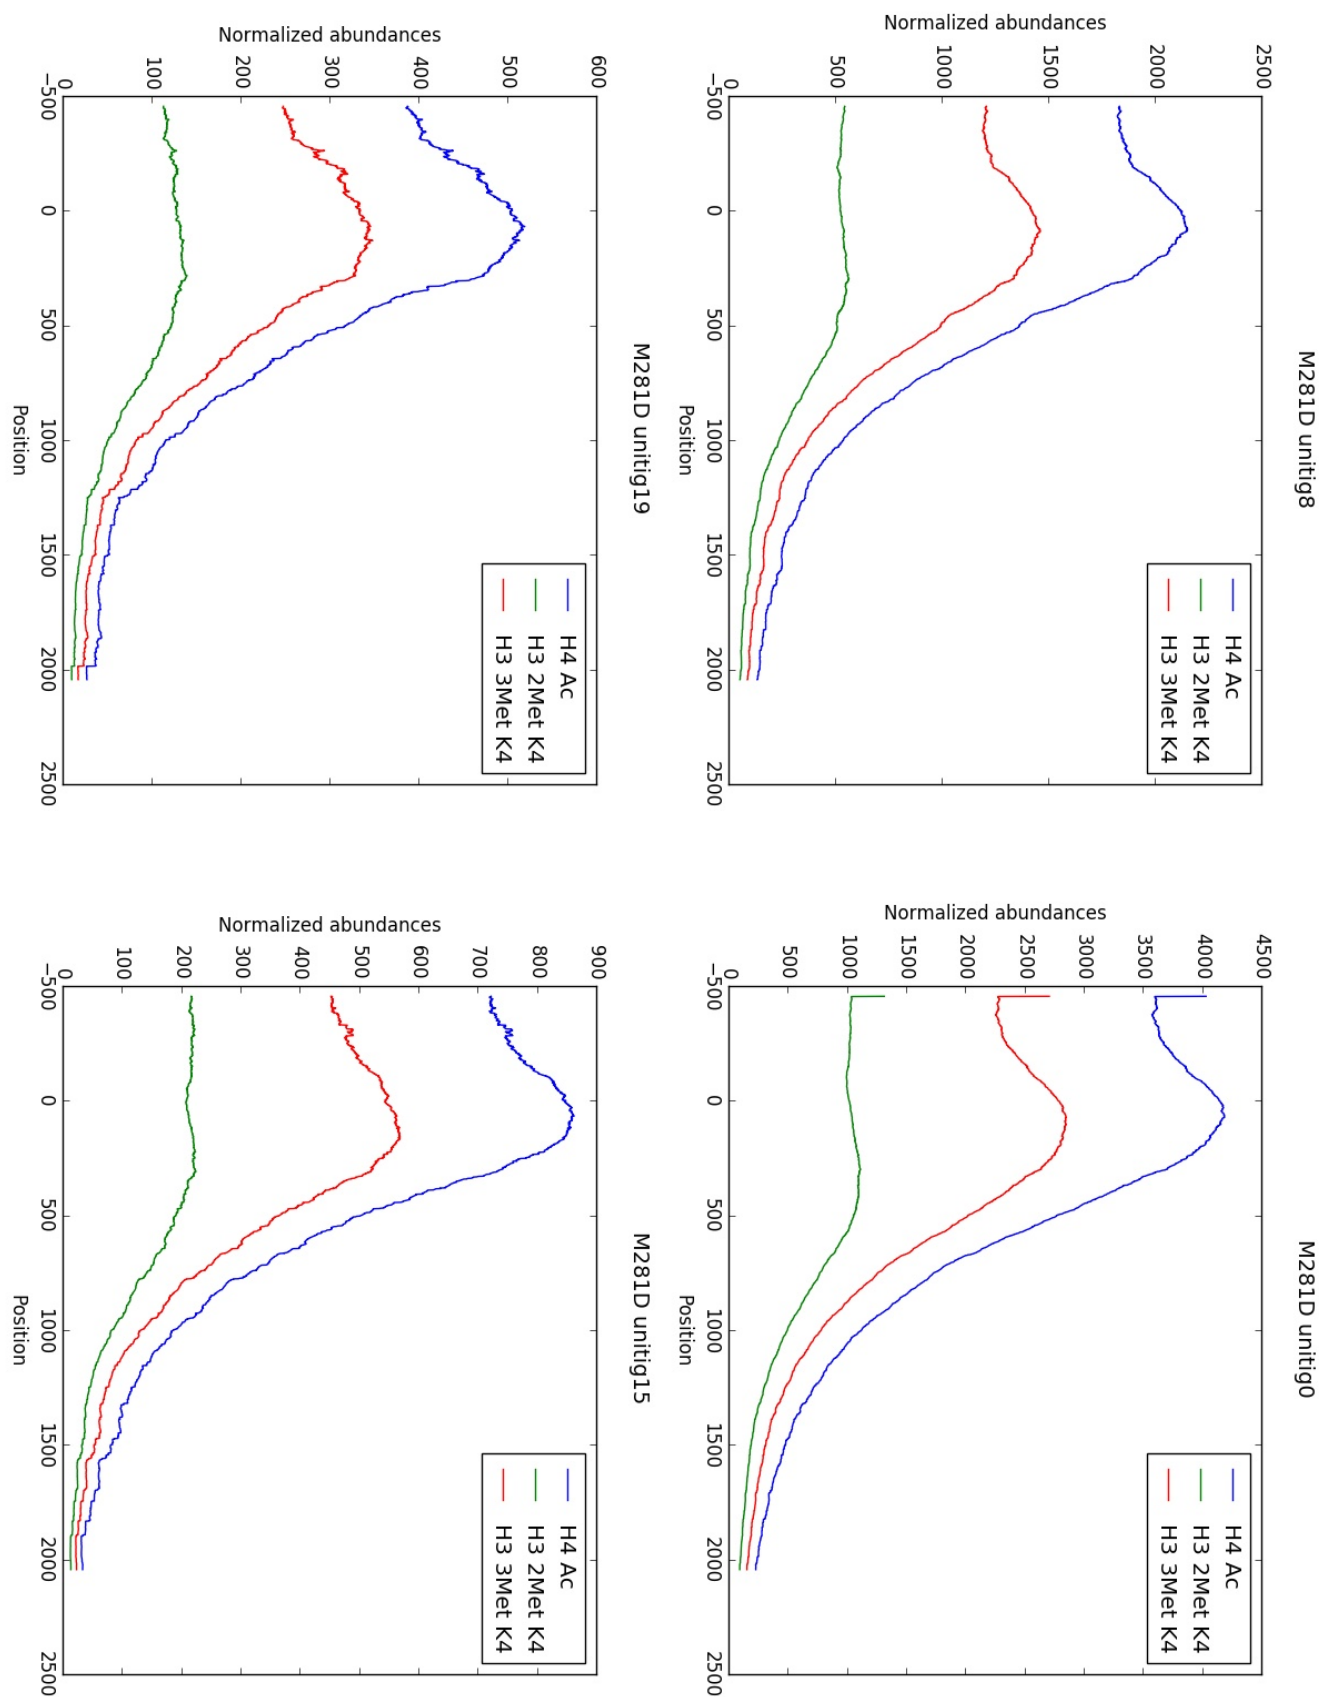 M281D unitig8
Normalized abundances
2500
2000
1500
1000
500
0
−500
0
500
1000
1500
2000
2500
Position
H4 Ac
H3 2Met K4
H3 3Met K4
M281D unitig0
Normalized abundances
4500
4000
3500
3000
2500
2000
1500
1000
500
0
−500
0
500
1000
1500
2000
2500
Position
H4 Ac
H3 2Met K4
H3 3Met K4
M281D unitig19
Normalized abundances
600
500
400
300
200
100
0
−500
0
500
1000
1500
2000
2500
Position
H4 Ac
H3 2Met K4
H3 3Met K4
M281D unitig15
Normalized abundances
900
800
700
600
500
400
300
200
100
0
−500
0
500
1000
1500
2000
2500
Position
H4 Ac
H3 2Met K4
H3 3Met K4